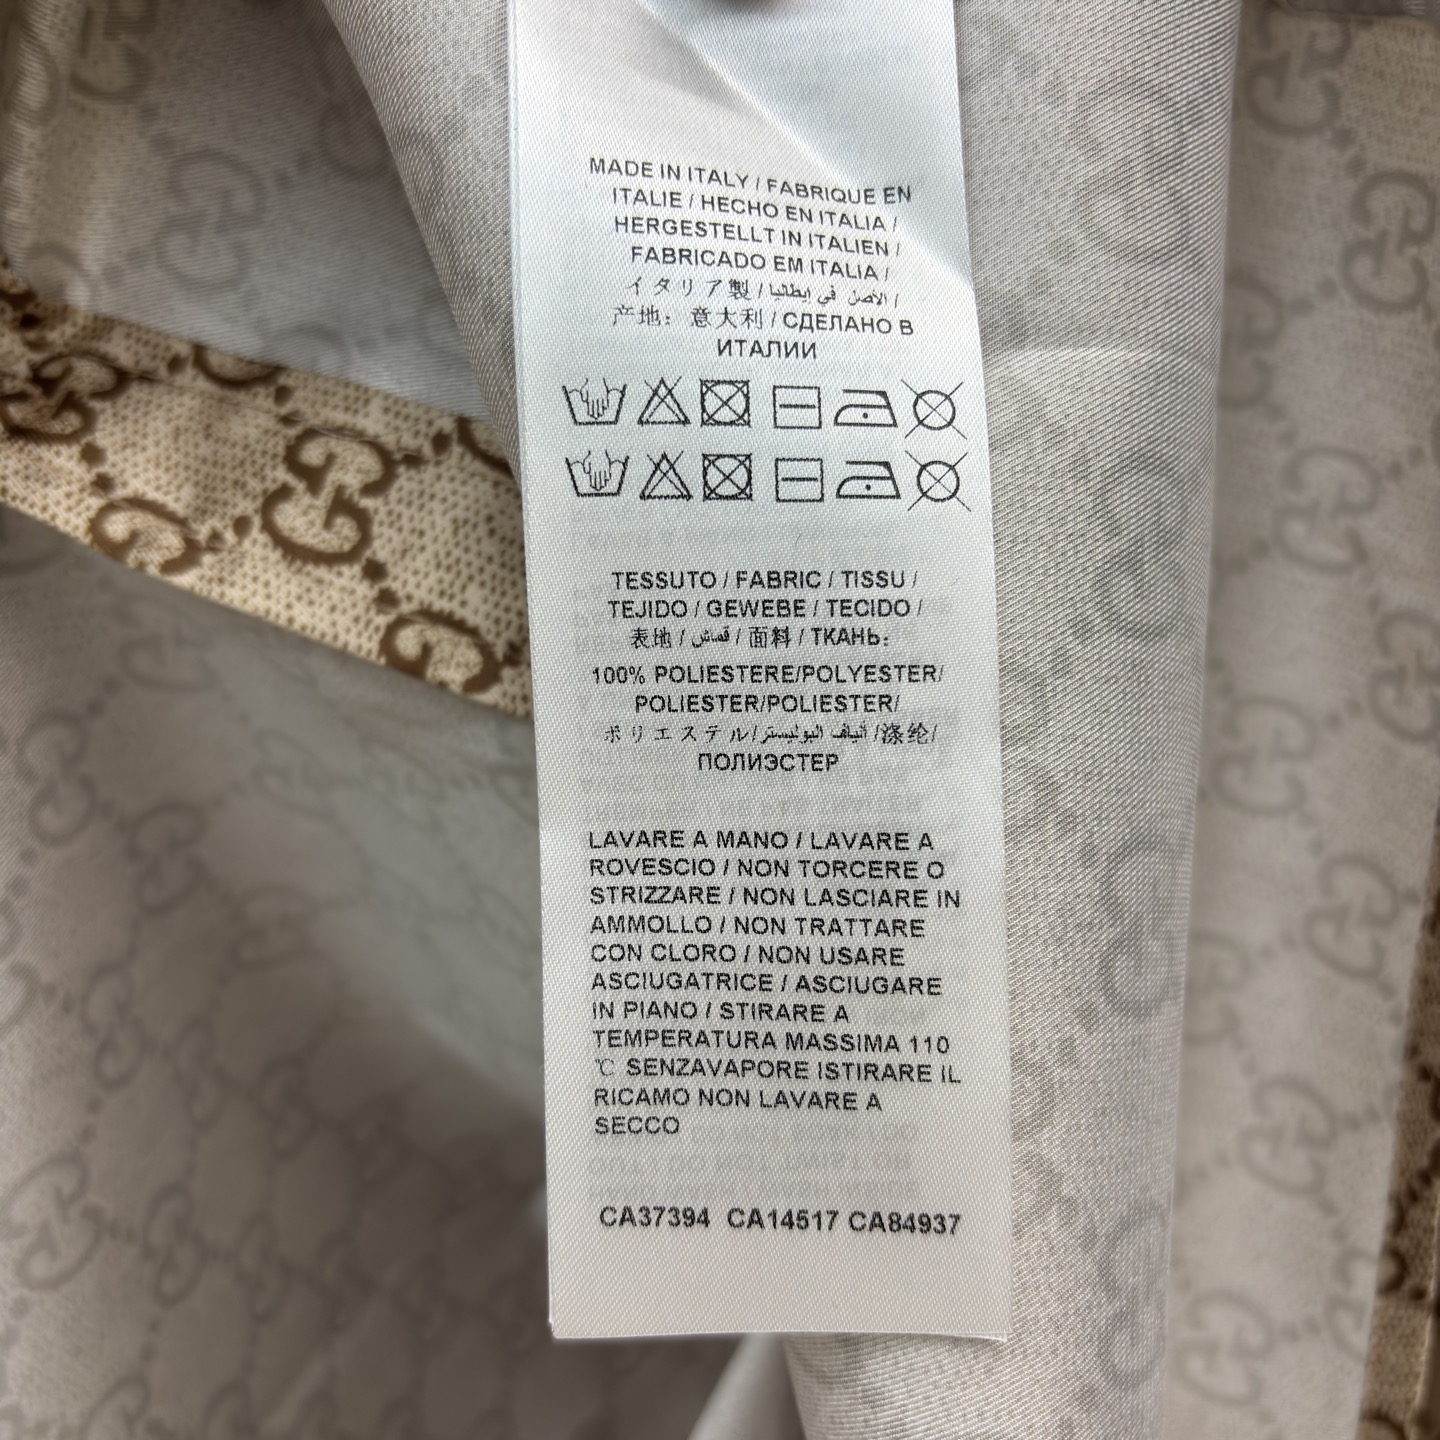 MADE IN ITALY / FABRIQUE EN
ITALIE / HECHO EN ITALIA /
HERGESTELLT IN ITALIEN /
FABRICADO EM ITALIA /
イタリア製 / الأصل في إيطاليا /
产地：意大利 / СДЕЛАНО В
ИТАЛИИ
TESSUTO / FABRIC / TISSU /
TEJIDO / GEWEBE / TECIDO /
表地 / قماش / 面料 / ТКАНЬ:
100% POLIESTERE/POLYESTER/
POLIESTER/POLIESTER/
ポリエステル/ألياف البوليستر/涤纶/
ПОЛИЭСТЕР
LAVARE A MANO / LAVARE A
ROVESCIO / NON TORCERE O
STRIZZARE / NON LASCIARE IN
AMMOLLO / NON TRATTARE
CON CLORO / NON USARE
ASCIUGATRICE / ASCIUGARE
IN PIANO / STIRARE A
TEMPERATURA MASSIMA 110
℃ SENZAVAPORE ISTIRARE IL
RICAMO NON LAVARE A
SECCO
CA37394 CA14517 CA84937